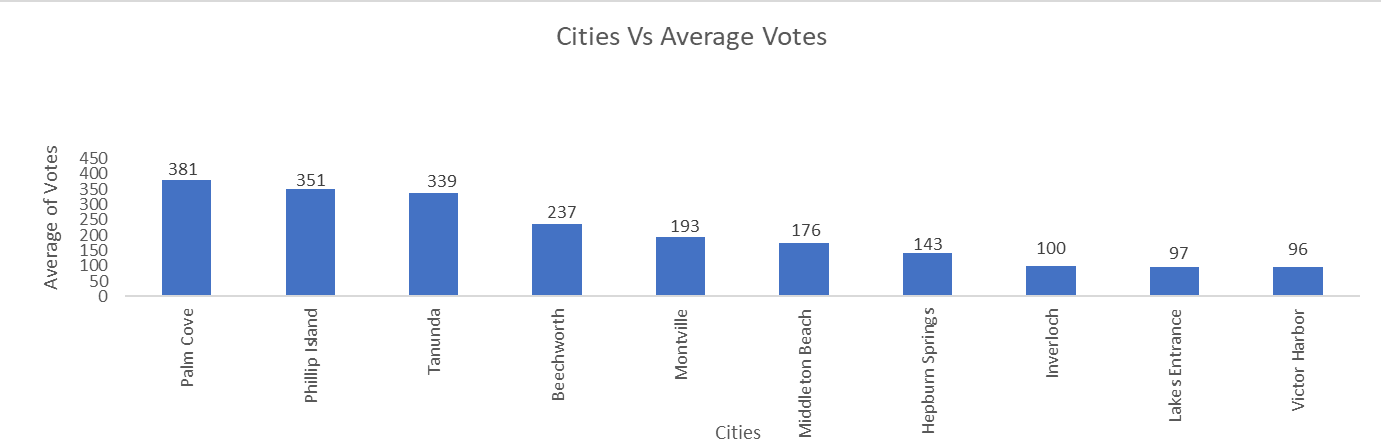 Cities Vs Average Votes
Average of Votes
450
400
350
300
250
200
150
100
50
0
381
351
339
237
193
176
143
100
97
96
Palm Cove
Phillip Island
Tanunda
Beechworth
Montville
Middleton Beach
Hepburn Springs
Inverloch
Lakes Entrance
Victor Harbor
Cities